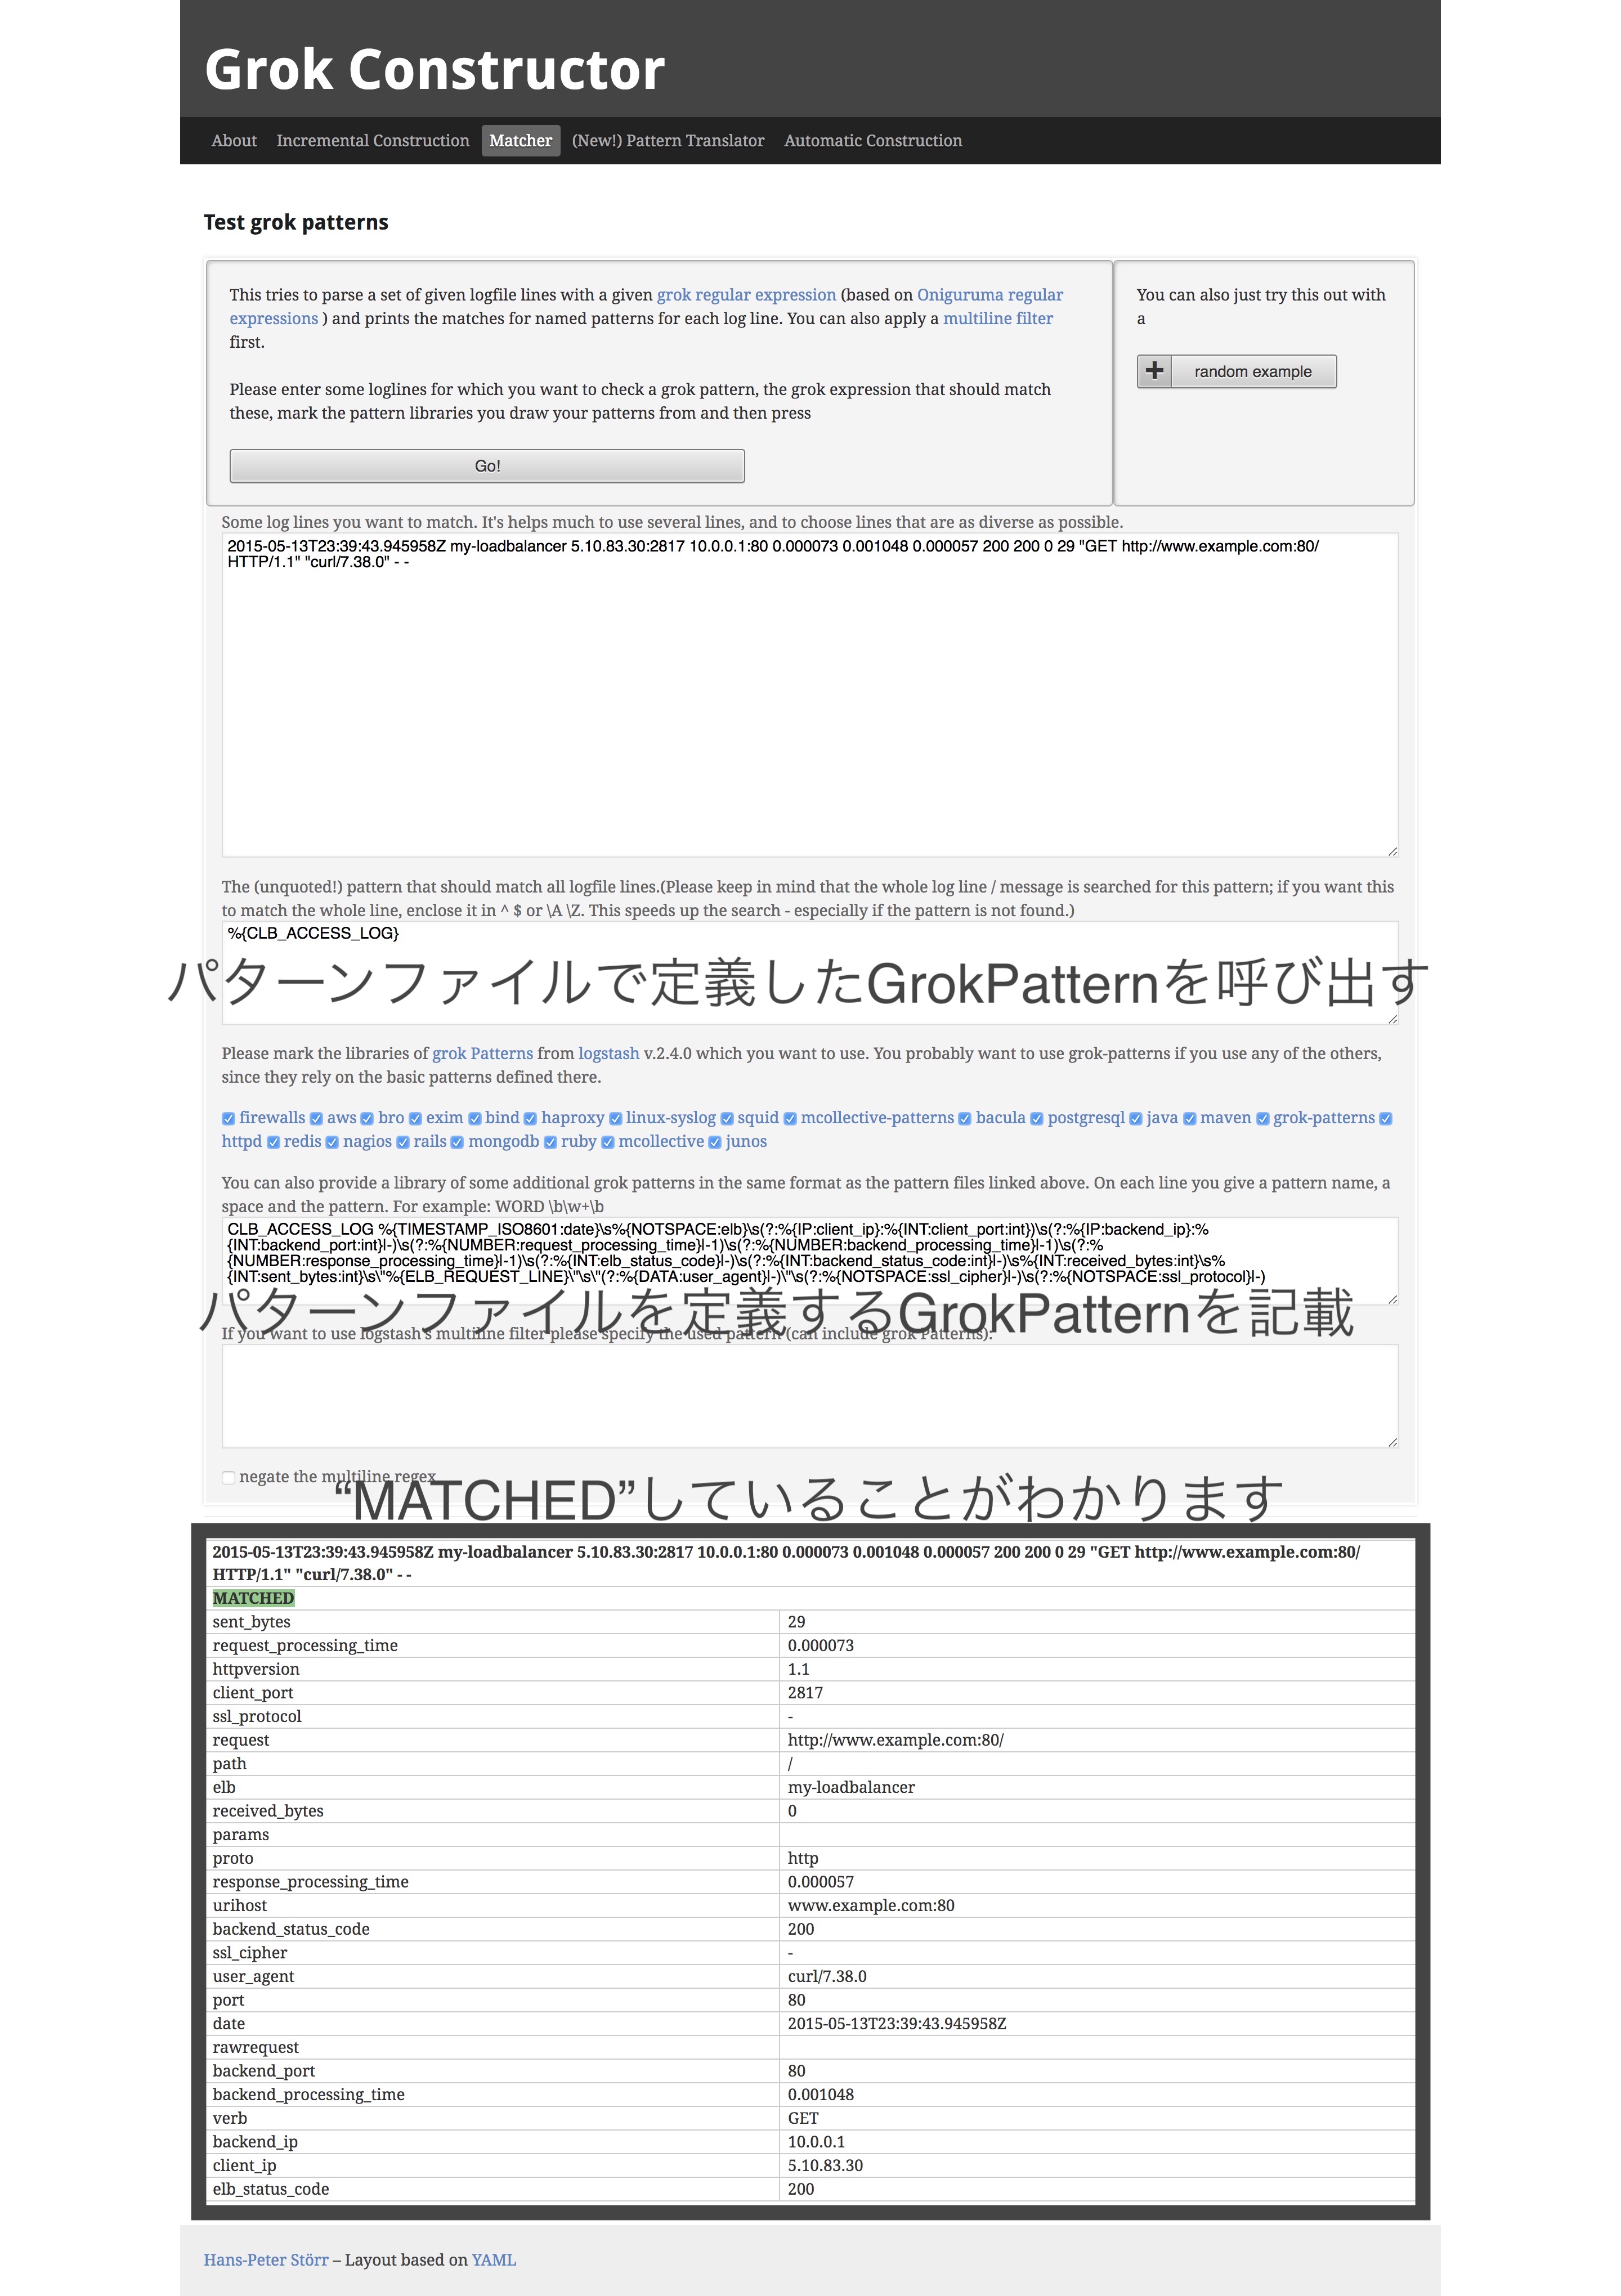 Grok Constructor
About Incremental Construction Matcher (New!) Pattern Translator Automatic Construction
Test grok patterns
This tries to parse a set of given logfile lines with a given grok regular expression (based on Oniguruma regular
expressions ) and prints the matches for named patterns for each log line. You can also apply a multiline filter
first.
Please enter some loglines for which you want to check a grok pattern, the grok expression that should match
these, mark the pattern libraries you draw your patterns from and then press
Go!
You can also just try this out with
a
random example
Some log lines you want to match. It's helps much to use several lines, and to choose lines that are as diverse as possible.
2015-05-13T23:39:43.945958Z my-loadbalancer 5.10.83.30:2817 10.0.0.1:80 0.000073 0.001048 0.000057 200 200 0 29 "GET http://www.example.com:80/
HTTP/1.1" "curl/7.38.0" - -
The (unquoted!) pattern that should match all logfile lines.(Please keep in mind that the whole log line / message is searched for this pattern; if you want this
to match the whole line, enclose it in ^ $ or \A \Z. This speeds up the search - especially if the pattern is not found.)
%{CLB_ACCESS_LOG}
パターンファイルで定義したGrokPatternを呼び出す
Please mark the libraries of grok Patterns from logstash v.2.4.0 which you want to use. You probably want to use grok-patterns if you use any of the others,
since they rely on the basic patterns defined there.
firewalls aws bro exim bind haproxy linux-syslog squid mcollective-patterns bacula postgresql java maven grok-patterns
httpd redis nagios rails mongodb ruby mcollective junos
You can also provide a library of some additional grok patterns in the same format as the pattern files linked above. On each line you give a pattern name, a
space and the pattern. For example: WORD \b\w+\b
CLB_ACCESS_LOG %{TIMESTAMP_ISO8601:date}\s%{NOTSPACE:elb}\s(?:%{IP:client_ip}:%{INT:client_port:int})\s(?:%{IP:backend_ip}:%
{INT:backend_port:int}|-)\s(?:%{NUMBER:request_processing_time}|-1)\s(?:%{NUMBER:backend_processing_time}|-1)\s(?:%
{NUMBER:response_processing_time}|-1)\s(?:%{INT:elb_status_code}|-)\s(?:%{INT:backend_status_code:int}|-)\s%{INT:received_bytes:int}\s%
{INT:sent_bytes:int}\s\"%{ELB_REQUEST_LINE}\"\s\"(?:%{DATA:user_agent}|-)\"\s(?:%{NOTSPACE:ssl_cipher}|-)\s(?:%{NOTSPACE:ssl_protocol}|-)
パターンファイルを定義するGrokPatternを記載
If you want to use logstash's multiline filter please specify the used pattern (can include grok Patterns):
negate the multiline regex
“MATCHED”していることがわかります
2015-05-13T23:39:43.945958Z my-loadbalancer 5.10.83.30:2817 10.0.0.1:80 0.000073 0.001048 0.000057 200 200 0 29 "GET http://www.example.com:80/
HTTP/1.1" "curl/7.38.0" - -
MATCHED
sent_bytes 29
request_processing_time 0.000073
httpversion 1.1
client_port 2817
ssl_protocol -
request http://www.example.com:80/
path /
elb my-loadbalancer
received_bytes 0
params
proto http
response_processing_time 0.000057
urihost www.example.com:80
backend_status_code 200
ssl_cipher -
user_agent curl/7.38.0
port 80
date 2015-05-13T23:39:43.945958Z
rawrequest
backend_port 80
backend_processing_time 0.001048
verb GET
backend_ip 10.0.0.1
client_ip 5.10.83.30
elb_status_code 200
Hans-Peter Störr – Layout based on YAML